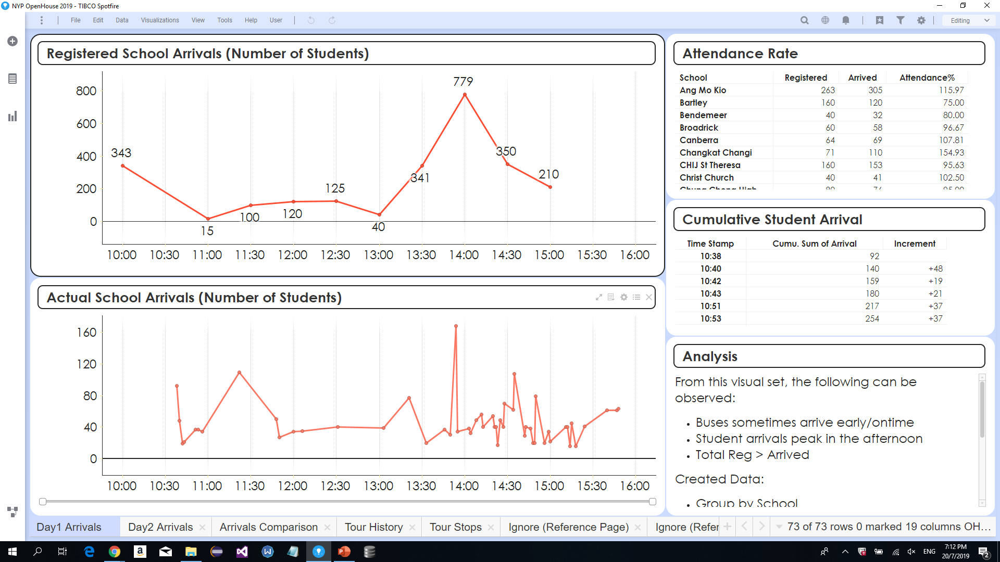 NYP OpenHouse 2019 - TIBCO Spotfire
File Edit Data Visualizations View Tools Help User Editing
Registered School Arrivals (Number of Students)
800
600
400
200
0
343
15
100
120
125
40
341
779
350
210
10:00 10:30 11:00 11:30 12:00 12:30 13:00 13:30 14:00 14:30 15:00 15:30 16:00
Actual School Arrivals (Number of Students)
160
120
80
40
0
10:00 10:30 11:00 11:30 12:00 12:30 13:00 13:30 14:00 14:30 15:00 15:30 16:00
Attendance Rate
School Registered Arrived Attendance%
Ang Mo Kio 263 305 115.97
Bartley 160 120 75.00
Bendemeer 40 32 80.00
Broadrick 60 58 96.67
Canberra 64 69 107.81
Changkat Changi 71 110 154.93
CHIJ St Theresa 160 153 95.63
Christ Church 40 41 102.50
Cumulative Student Arrival
Time Stamp Cumu. Sum of Arrival Increment
10:38 92
10:40 140 +48
10:42 159 +19
10:43 180 +21
10:51 217 +37
10:53 254 +37
Analysis
From this visual set, the following can be
observed:
• Buses sometimes arrive early/ontime
• Student arrivals peak in the afternoon
• Total Reg > Arrived
Created Data:
• Group by School
Day1 Arrivals Day2 Arrivals Arrivals Comparison Tour History Tour Stops Ignore (Reference Page) Ignore (Refer 73 of 73 rows 0 marked 19 columns OH...
ENG
7:12 PM
20/7/2019
2